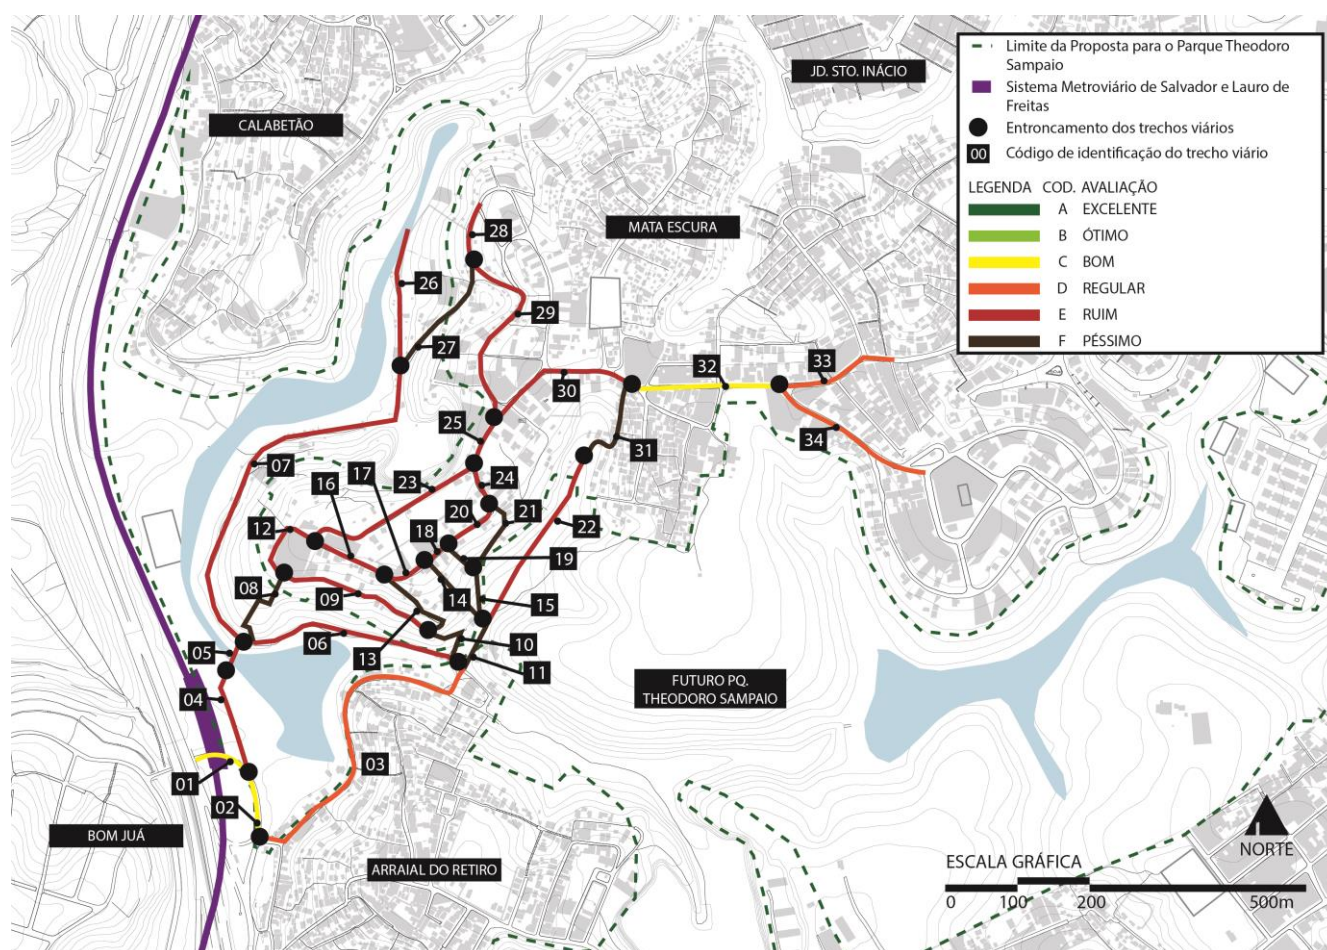 Limite da Proposta para o Parque Theodoro
Sampaio
Sistema Metroviário de Salvador e Lauro de
Freitas
Entroncamento dos trechos viários
00 Código de identificação do trecho viário
LEGENDA COD. AVALIAÇÃO
A EXCELENTE
B ÓTIMO
C BOM
D REGULAR
E RUIM
F PÉSSIMO
JD. STO. INÁCIO
CALABETÃO
MATA ESCURA
28
26
29
27
33
32
30
34
25
31
07
17
23
24
16
20
21
22
12
18
19
08
09
14
15
06
13
10
05
11
04
FUTURO PQ.
THEODORO SAMPAIO
03
01
02
BOM JUÁ
ARRAIAL DO RETIRO
NORTE
ESCALA GRÁFICA
0 100 200 500m